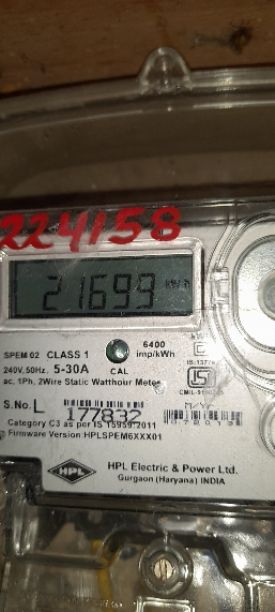 224158
21699 kWh
SPEM 02 CLASS 1
6400
imp/kWh
240V, 50Hz. 5-30A CAL
ac, 1Ph, 2Wire Static Watthour Meter
S.No. L 177832
M/YR
Category C3 as per IS 15959:2011
Firmware Version HPLSPEM6XXX01
HPL
HPL Electric & Power Ltd.
Gurgaon (Haryana) INDIA